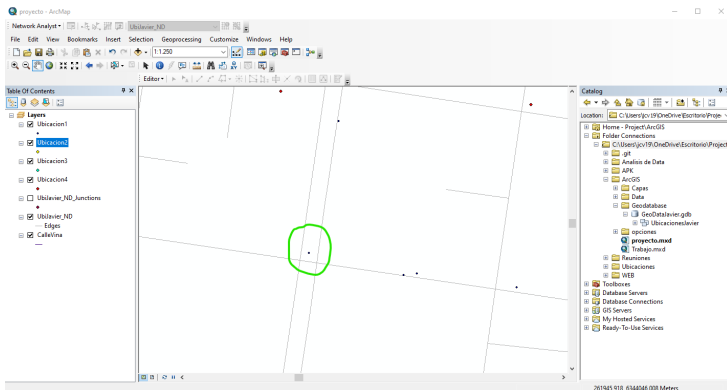 proyecto - ArcMap
Network Analyst
UbiJavier_ND
File Edit View Bookmarks Insert Selection Geoprocessing Customize Windows Help
1:1.250
Editor
Table Of Contents
Layers
Ubicacion1
Ubicacion2
Ubicacion3
Ubicacion4
UbiJavier_ND_Junctions
UbiJavier_ND
Edges
CalleVina
Catalog
Location: C:\Users\jcv19\OneDrive\Escritorio\Proje
Home - Project\ArcGIS
Folder Connections
C:\Users\jcv19\OneDrive\Escritorio\Project
.git
Analisis de Data
APK
ArcGIS
Capas
Data
Geodatabase
GeoDataJavier.gdb
UbicacionesJavier
opciones
proyecto.mxd
Trabajo.mxd
Reuniones
Ubicaciones
WEB
Toolboxes
Database Servers
Database Connections
GIS Servers
My Hosted Services
Ready-To-Use Services
261945,918 6344046,008 Meters